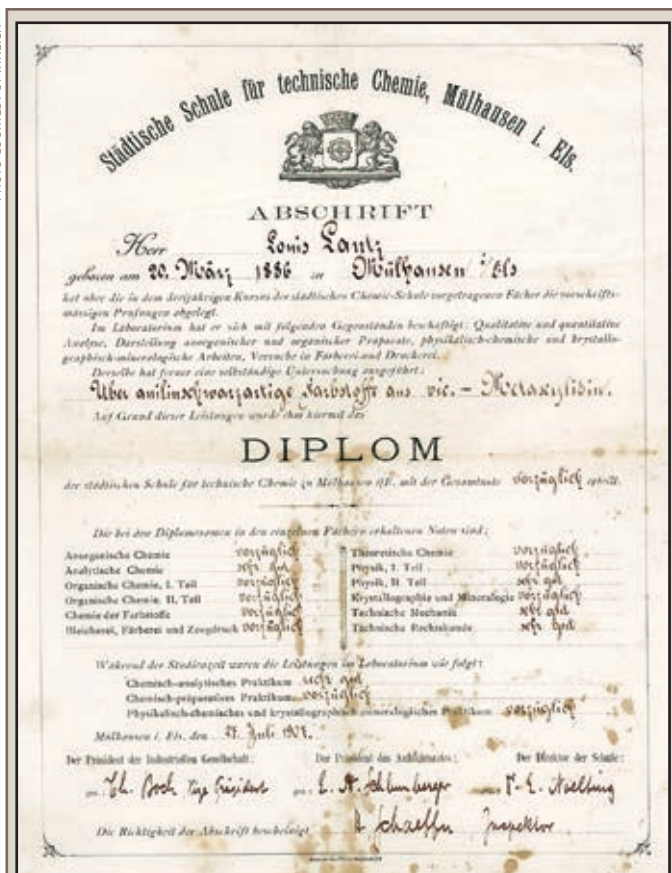 Städtische Schule für technische Chemie, Mülhausen i. Els.
ABSCHRIFT
Herr Louis Lantz
geboren am 20. März 1886 in Mülhausen i/Els
hat über die in dem dreijährigen Kursus der städtischen Chemie-Schule vorgetragenen Fächer die vorschrifts-
mässigen Prüfungen abgelegt.
Im Laboratorium hat er sich mit folgenden Gegenständen beschäftigt: Qualitative und quantitative
Analyse, Darstellung anorganischer und organischer Präparate, physikalisch-chemische und krystallo-
graphisch-mineralogische Arbeiten, Versuche in Färberei und Druckerei.
Derselbe hat ferner eine selbständige Untersuchung ausgeführt:
Über anilinschwarzartige Farbstoffe aus vic. - Metaxylidin.
Auf Grund dieser Leistungen wurde ihm hiermit das
DIPLOM
der städtischen Schule für technische Chemie zu Mülhausen i/E. mit der Gesamtnote vorzüglich erteilt.
Die bei den Diplomexamen in den einzelnen Fächern erhaltenen Noten sind:
Anorganische Chemie vorzüglich
Analytische Chemie sehr gut
Organische Chemie, I. Teil vorzüglich
Organische Chemie, II. Teil vorzüglich
Chemie der Farbstoffe vorzüglich
Bleicherei, Färberei und Zeugdruck vorzüglich
Theoretische Chemie vorzüglich
Physik, I. Teil vorzüglich
Physik, II. Teil sehr gut
Krystallographie und Mineralogie vorzüglich
Technische Mechanik sehr gut
Technische Rechtskunde sehr gut
Während der Studienzeit waren die Leistungen im Laboratorium wie folgt:
Chemisch-analytisches Praktikum sehr gut
Chemisch-präparatives Praktikum vorzüglich
Physikalisch-chemisches und krystallographisch-mineralogisches Praktikum vorzüglich
Mülhausen i. Els. den Juli
Der Präsident der Industriellen Gesellschaft: Der Präsident des Aufsichtsrates: Der Direktor der Schule:
Th. Boch Vize Präsident E. A. Schlumberger E. Noelting
Die Richtigkeit der Abschrift bescheinigt Schaeffer Inspektor